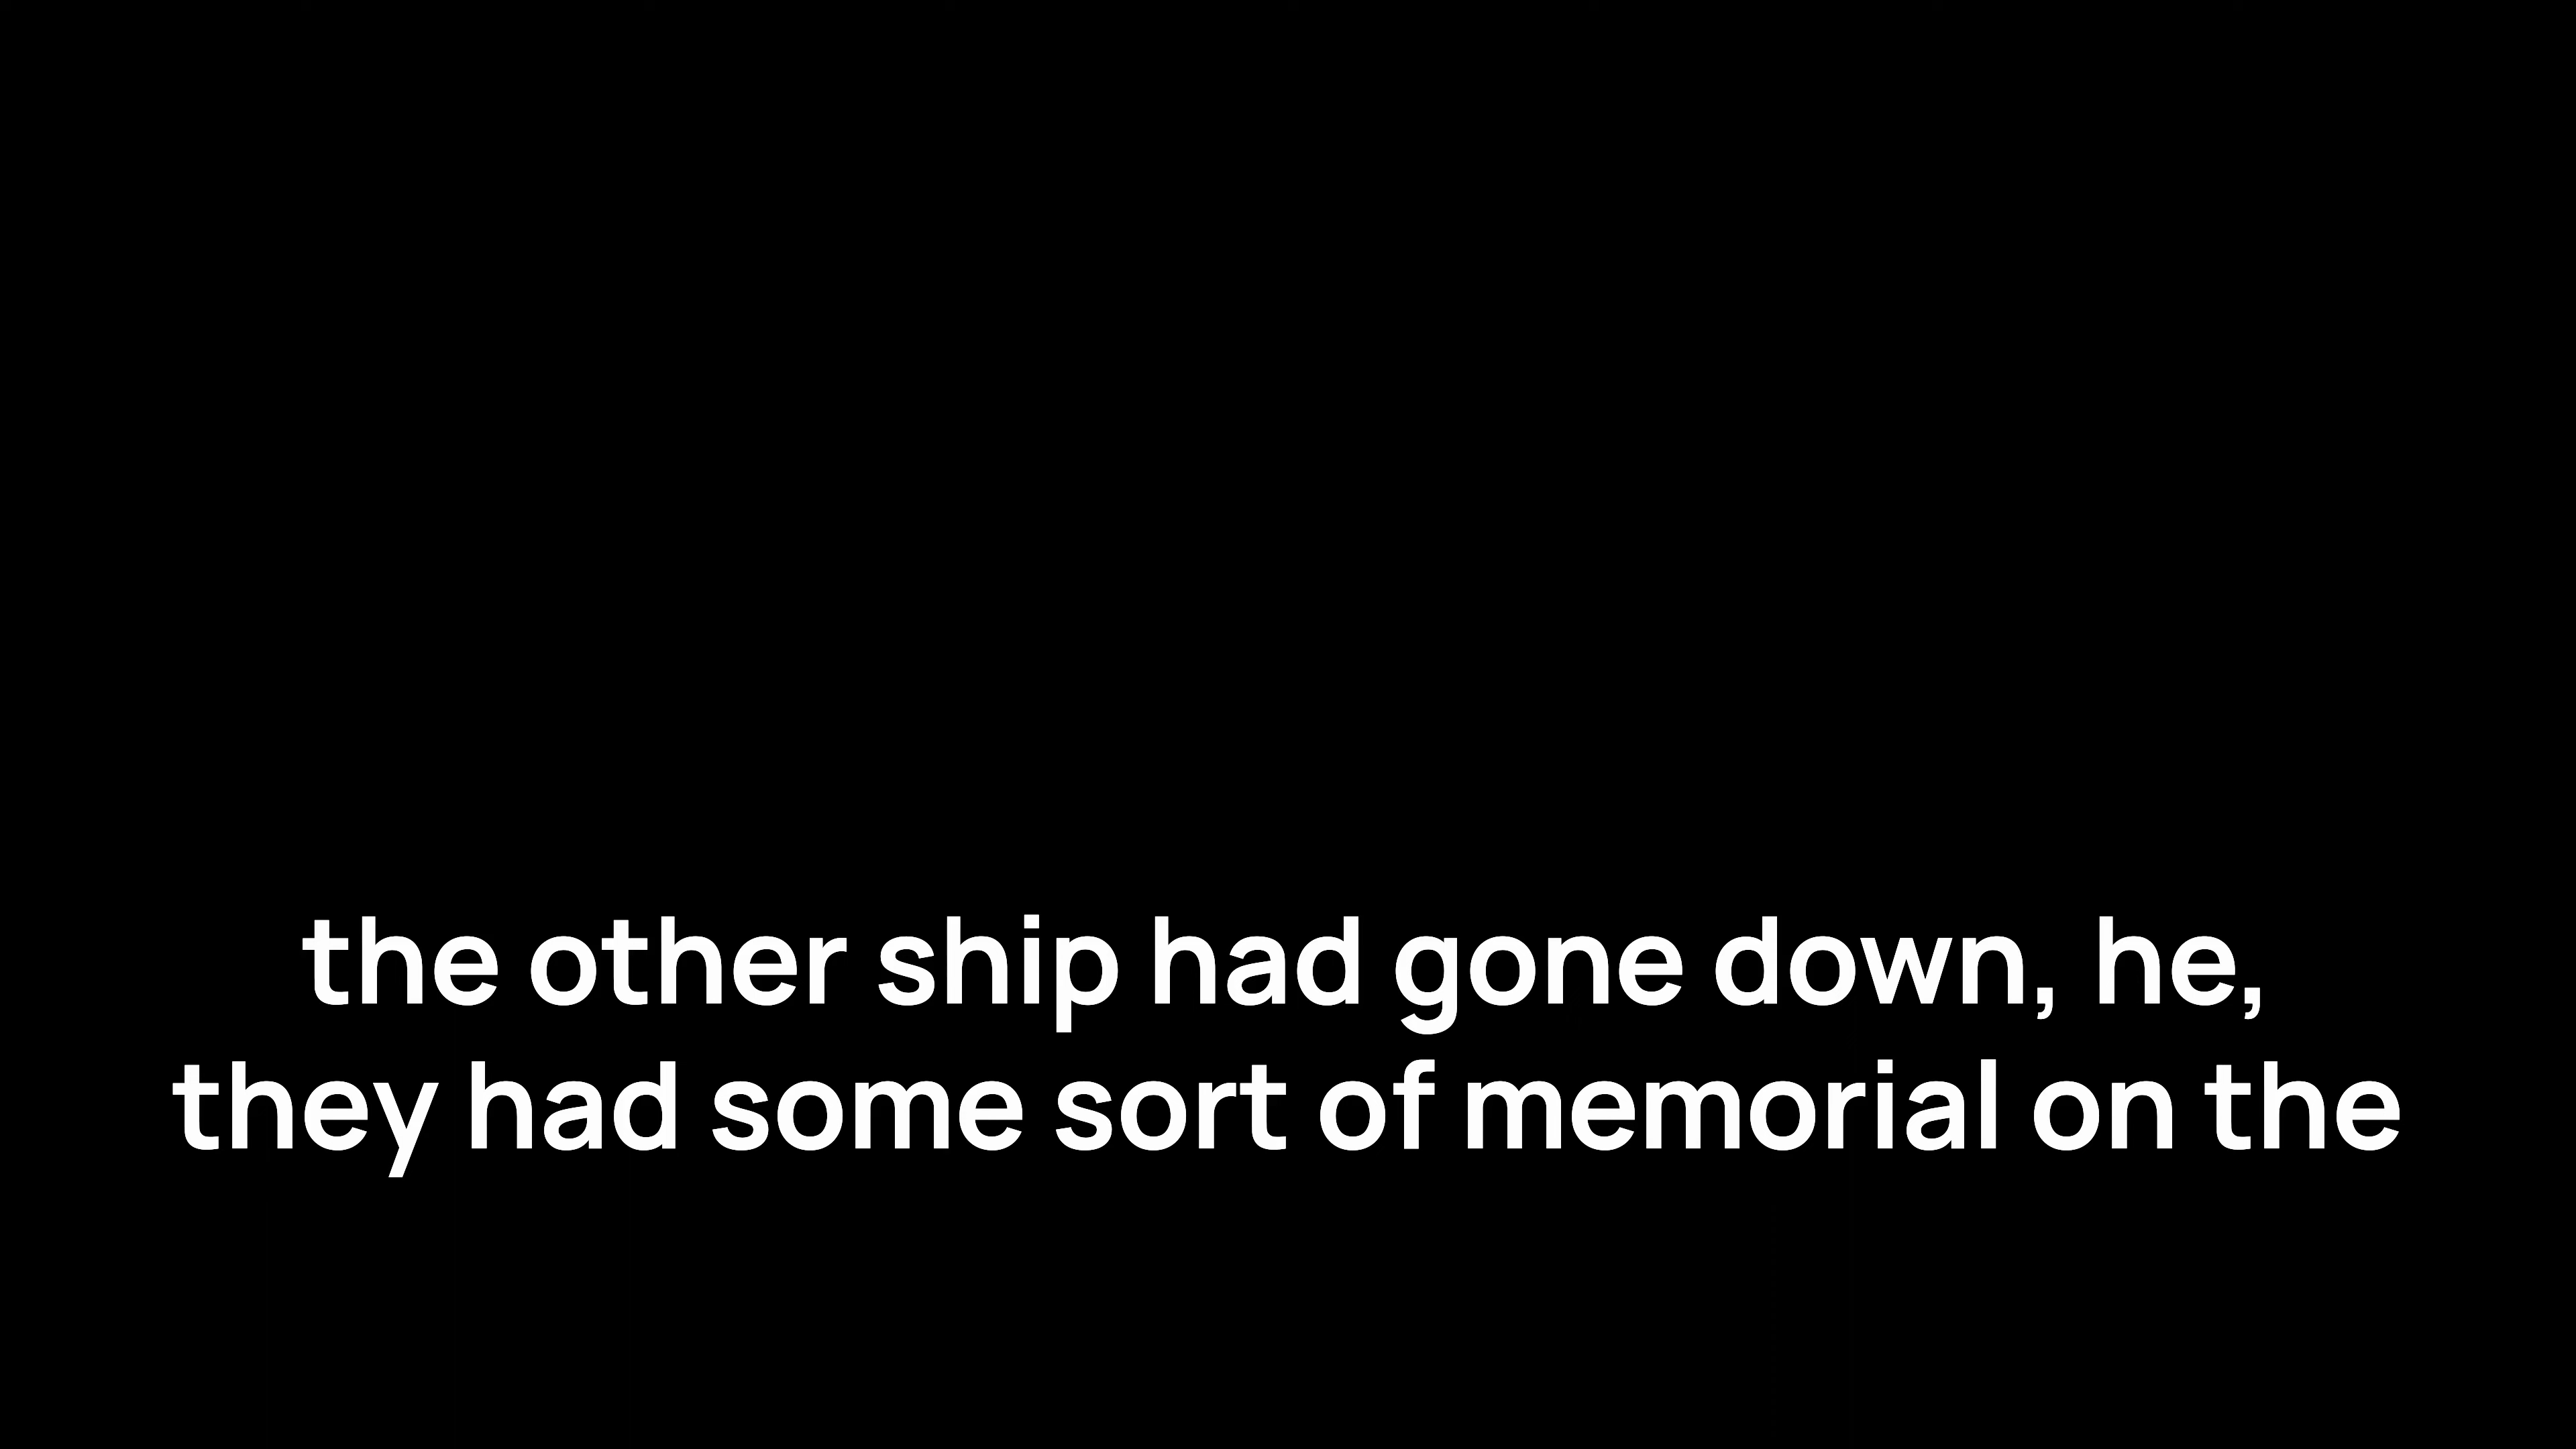 the other ship had gone down, he,
they had some sort of memorial on the